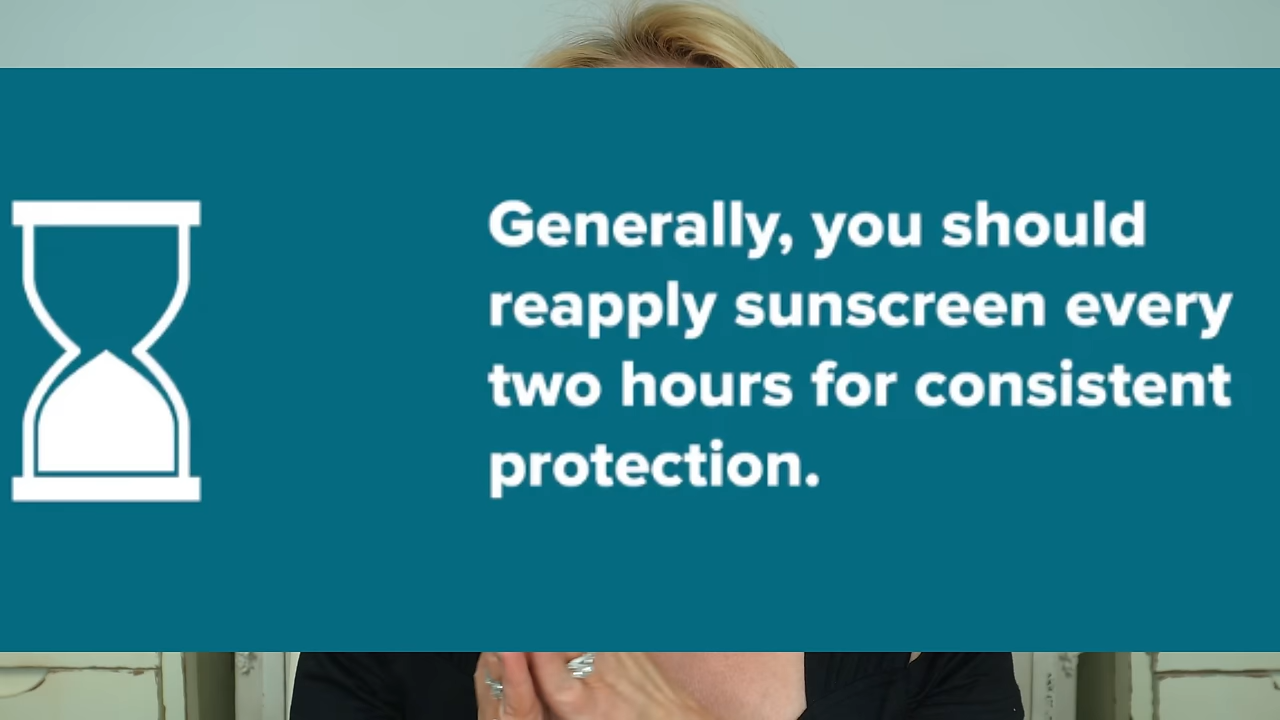 Generally, you should
reapply sunscreen every
two hours for consistent
protection.